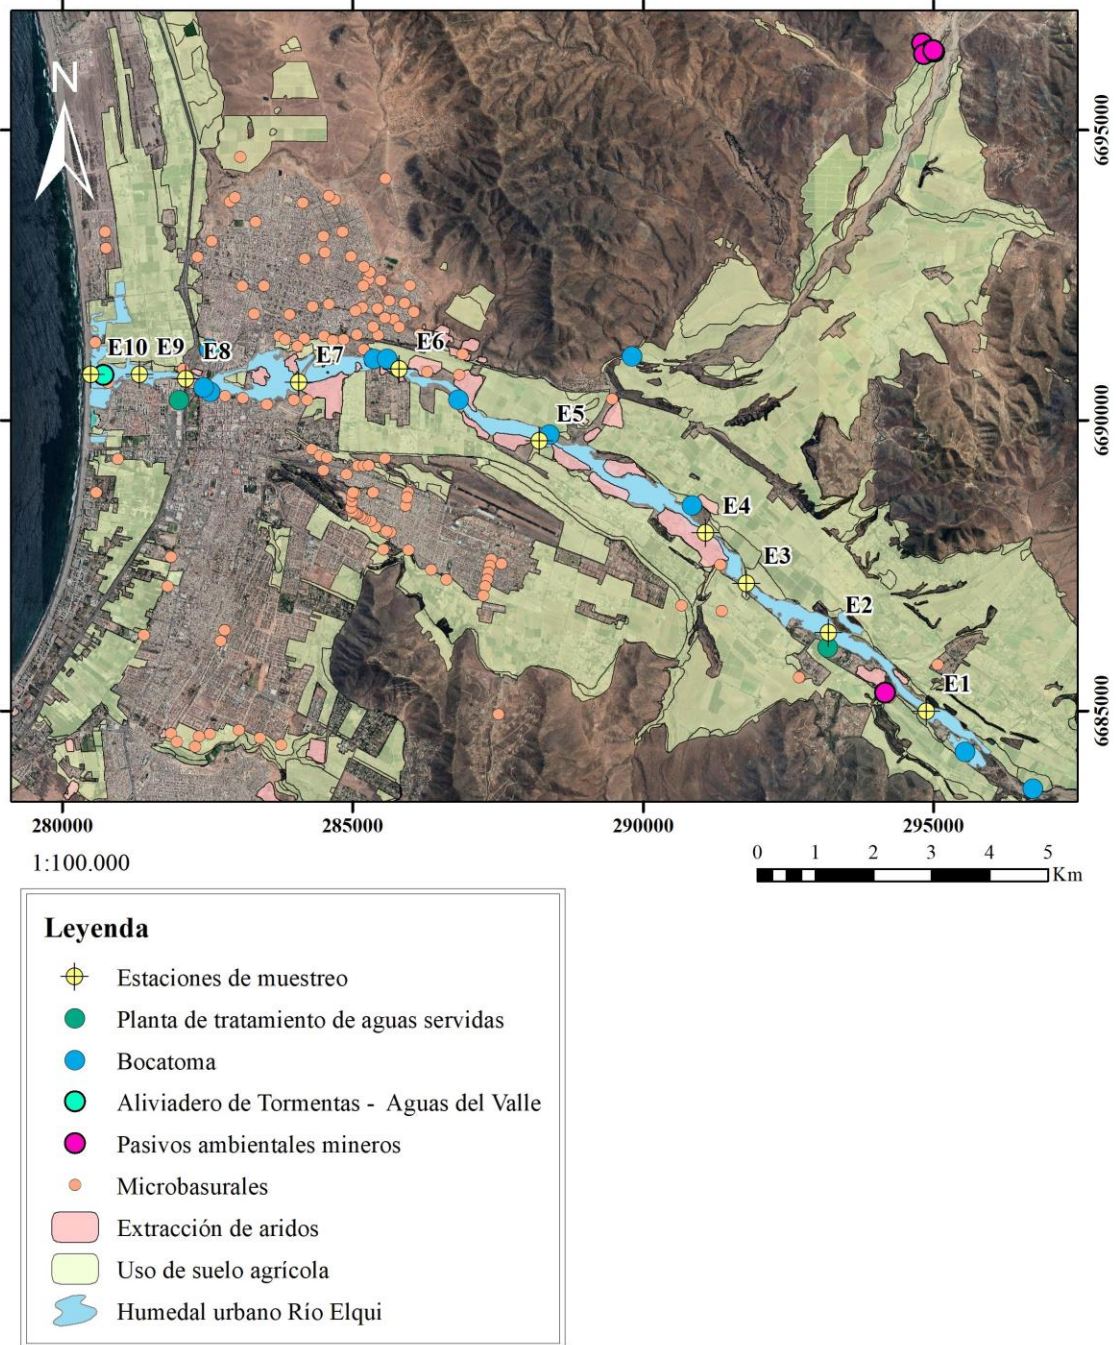 N
6695000
E10
E9
E8
E7
E6
6690000
E5
E4
E3
E2
E1
6685000
280000
285000
290000
295000
1:100.000
0 1 2 3 4 5
Km
Leyenda
Estaciones de muestreo
Planta de tratamiento de aguas servidas
Bocatoma
Aliviadero de Tormentas - Aguas del Valle
Pasivos ambientales mineros
Microbasurales
Extracción de aridos
Uso de suelo agrícola
Humedal urbano Río Elqui